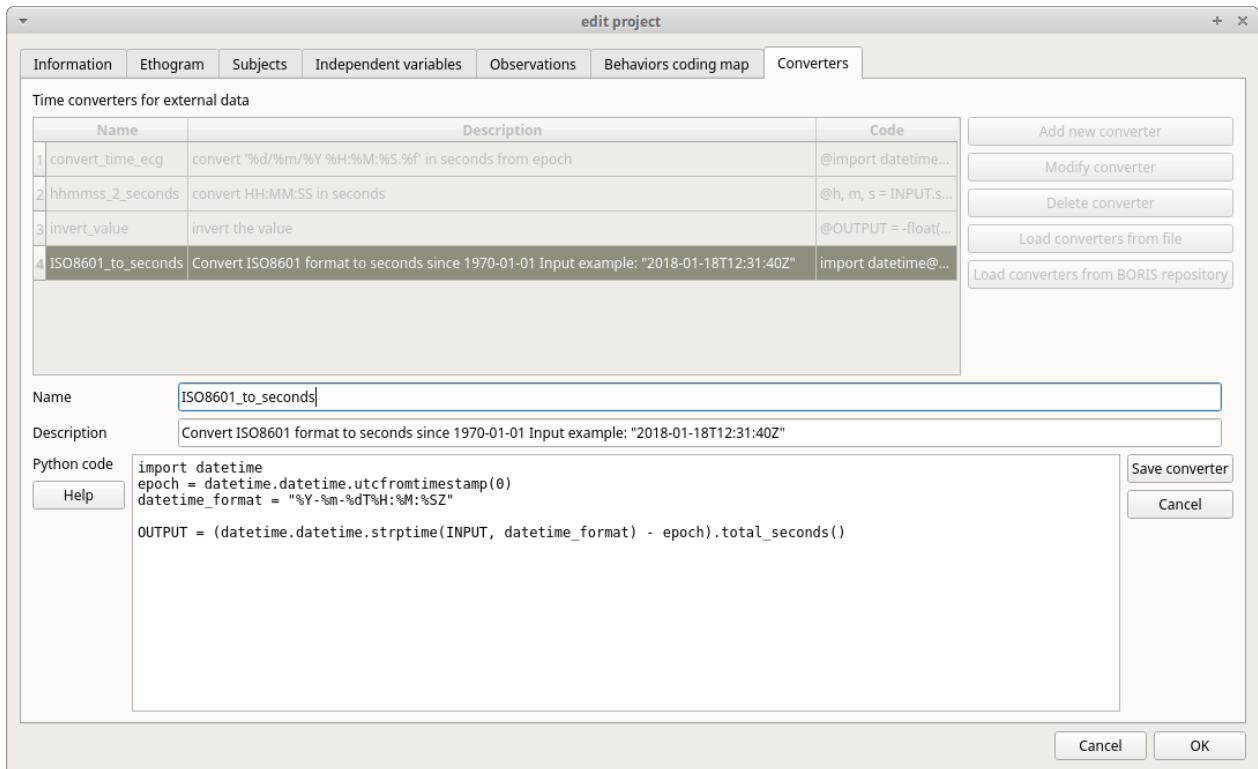 edit project
Information Ethogram Subjects Independent variables Observations Behaviors coding map Converters
Time converters for external data
Name Description Code
1 convert_time_ecg convert '%d/%m/%Y %H:%M:%S.%f' in seconds from epoch @import datetime...
2 hhmmss_2_seconds convert HH:MM:SS in seconds @h, m, s = INPUT.s...
3 invert_value invert the value @OUTPUT = -float(...
4 ISO8601_to_seconds Convert ISO8601 format to seconds since 1970-01-01 Input example: "2018-01-18T12:31:40Z" import datetime@...
Add new converter
Modify converter
Delete converter
Load converters from file
Load converters from BORIS repository
Name ISO8601_to_seconds
Description Convert ISO8601 format to seconds since 1970-01-01 Input example: "2018-01-18T12:31:40Z"
Python code
Help
import datetime
epoch = datetime.datetime.utcfromtimestamp(0)
datetime_format = "%Y-%m-%dT%H:%M:%SZ"
OUTPUT = (datetime.datetime.strptime(INPUT, datetime_format) - epoch).total_seconds()
Save converter
Cancel
Cancel OK